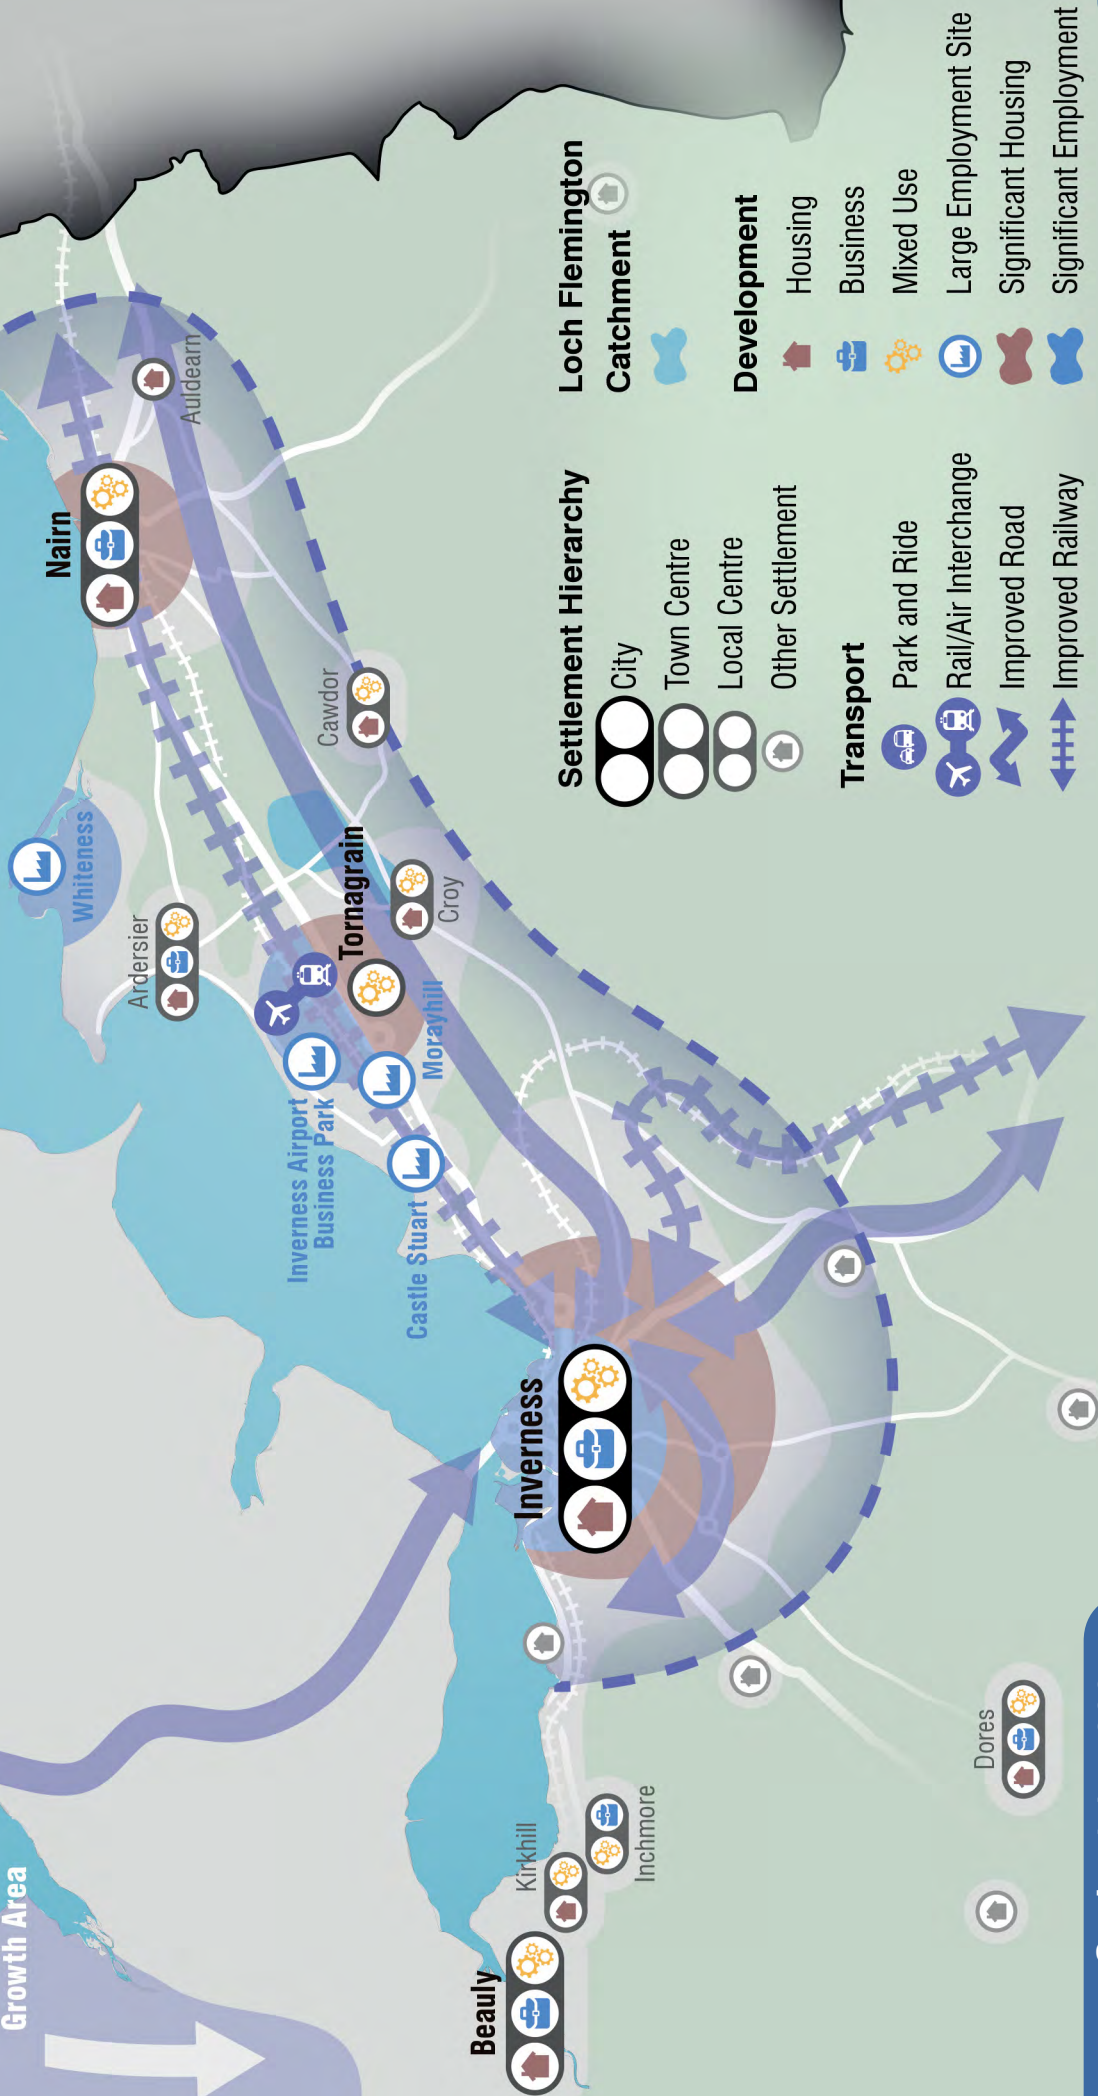 Growth Area
Nairn
Auldearn
Cawdor
Whiteness
Ardersier
Tornagrain
Croy
Morayhill
Inverness Airport
Business Park
Castle Stuart
Inverness
Kirkhill
Inchmore
Beauly
Dores
Settlement Hierarchy
City
Town Centre
Local Centre
Other Settlement
Transport
Park and Ride
Rail/Air Interchange
Improved Road
Improved Railway
Loch Flemington
Catchment
Development
Housing
Business
Mixed Use
Large Employment Site
Significant Housing
Significant Employment